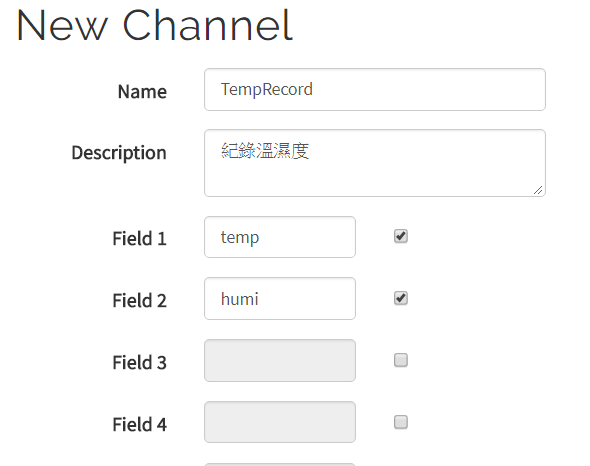 New Channel
Name TempRecord
Description 紀錄溫濕度
Field 1 temp
Field 2 humi
Field 3
Field 4